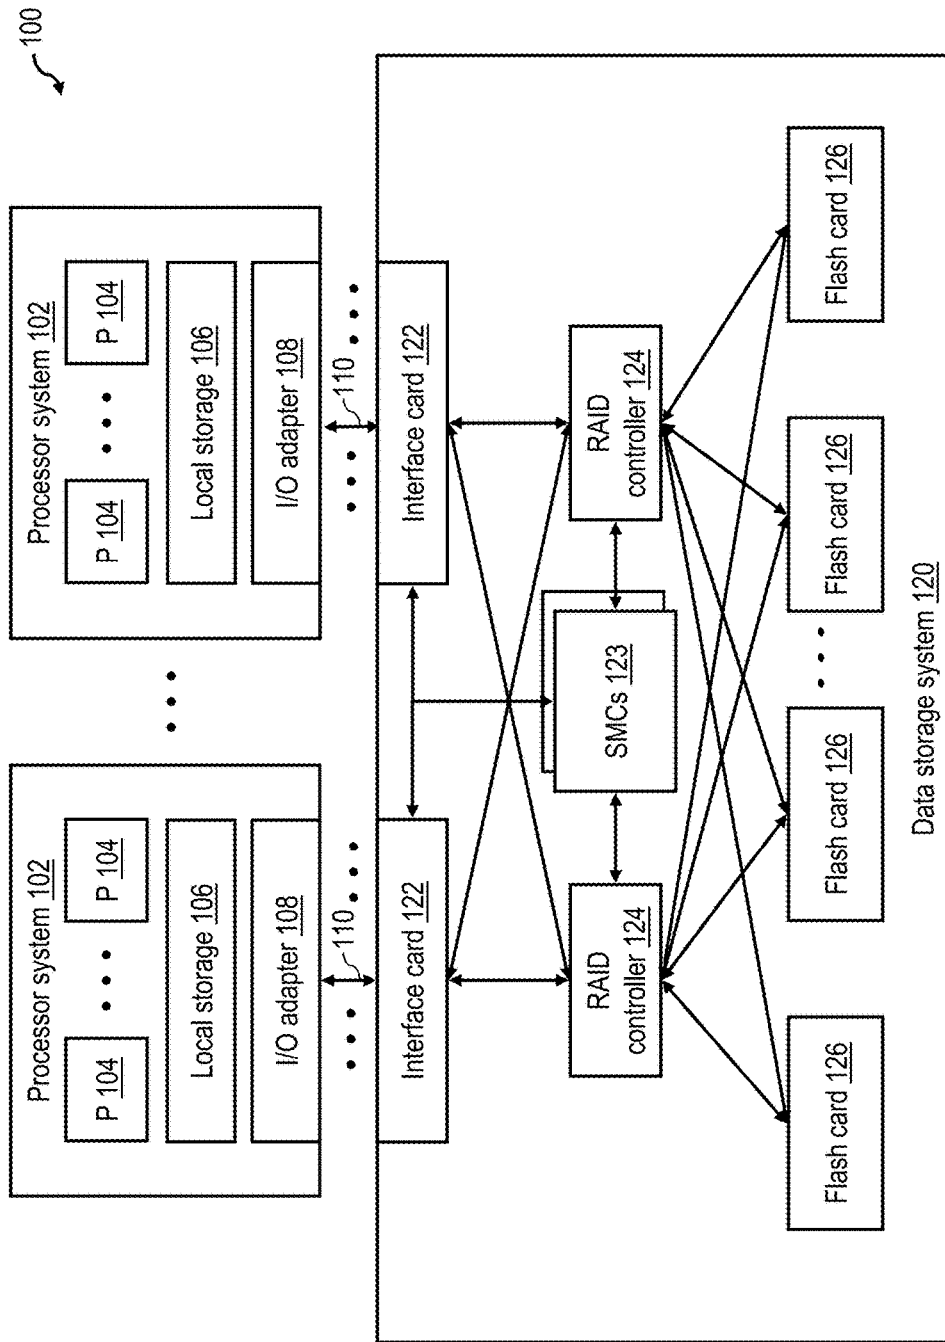 100
Processor system 102
P 104
P 104
Local storage 106
I/O adapter 108
110
Interface card 122
Processor system 102
P 104
P 104
Local storage 106
I/O adapter 108
110
Interface card 122
RAID
controller 124
SMCs 123
RAID
controller 124
Flash card 126
Flash card 126
Flash card 126
Flash card 126
Data storage system 120